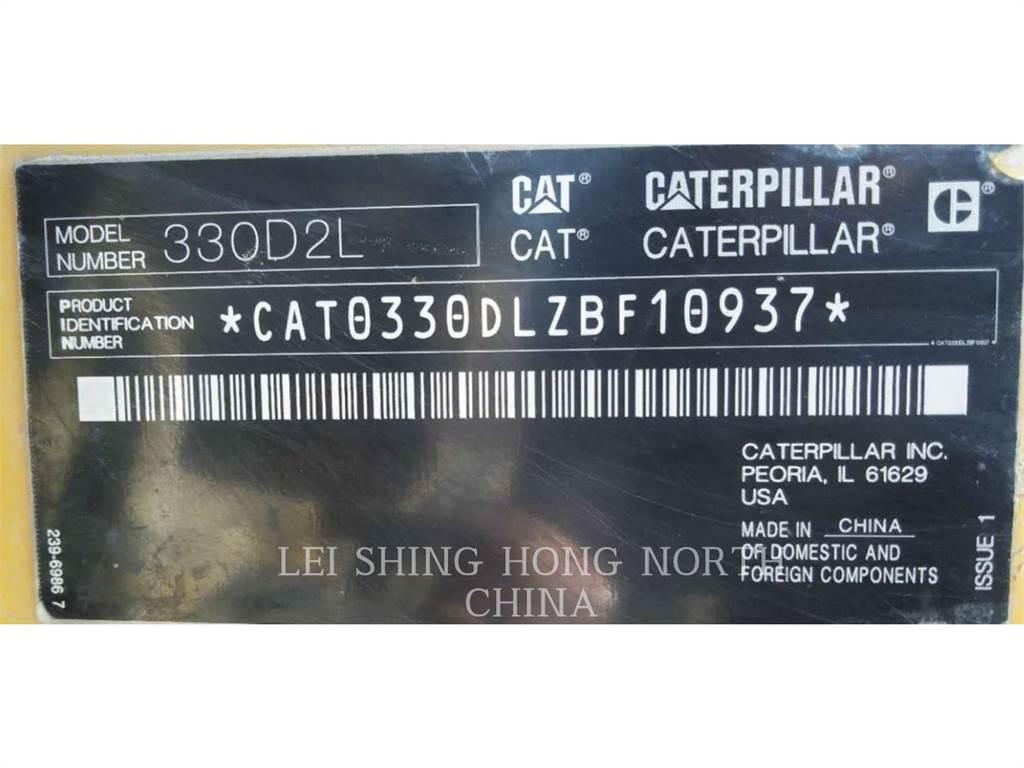 CAT® CATERPILLAR®
CAT® CATERPILLAR®
C®
MODEL
NUMBER 330D2L
PRODUCT
IDENTIFICATION
NUMBER *CAT0330DLZBF10937*
CATERPILLAR INC.
PEORIA, IL 61629
USA
MADE IN CHINA
OF DOMESTIC AND
FOREIGN COMPONENTS
ISSUE 1
239-6986 7
LEI SHING HONG NORTH
CHINA